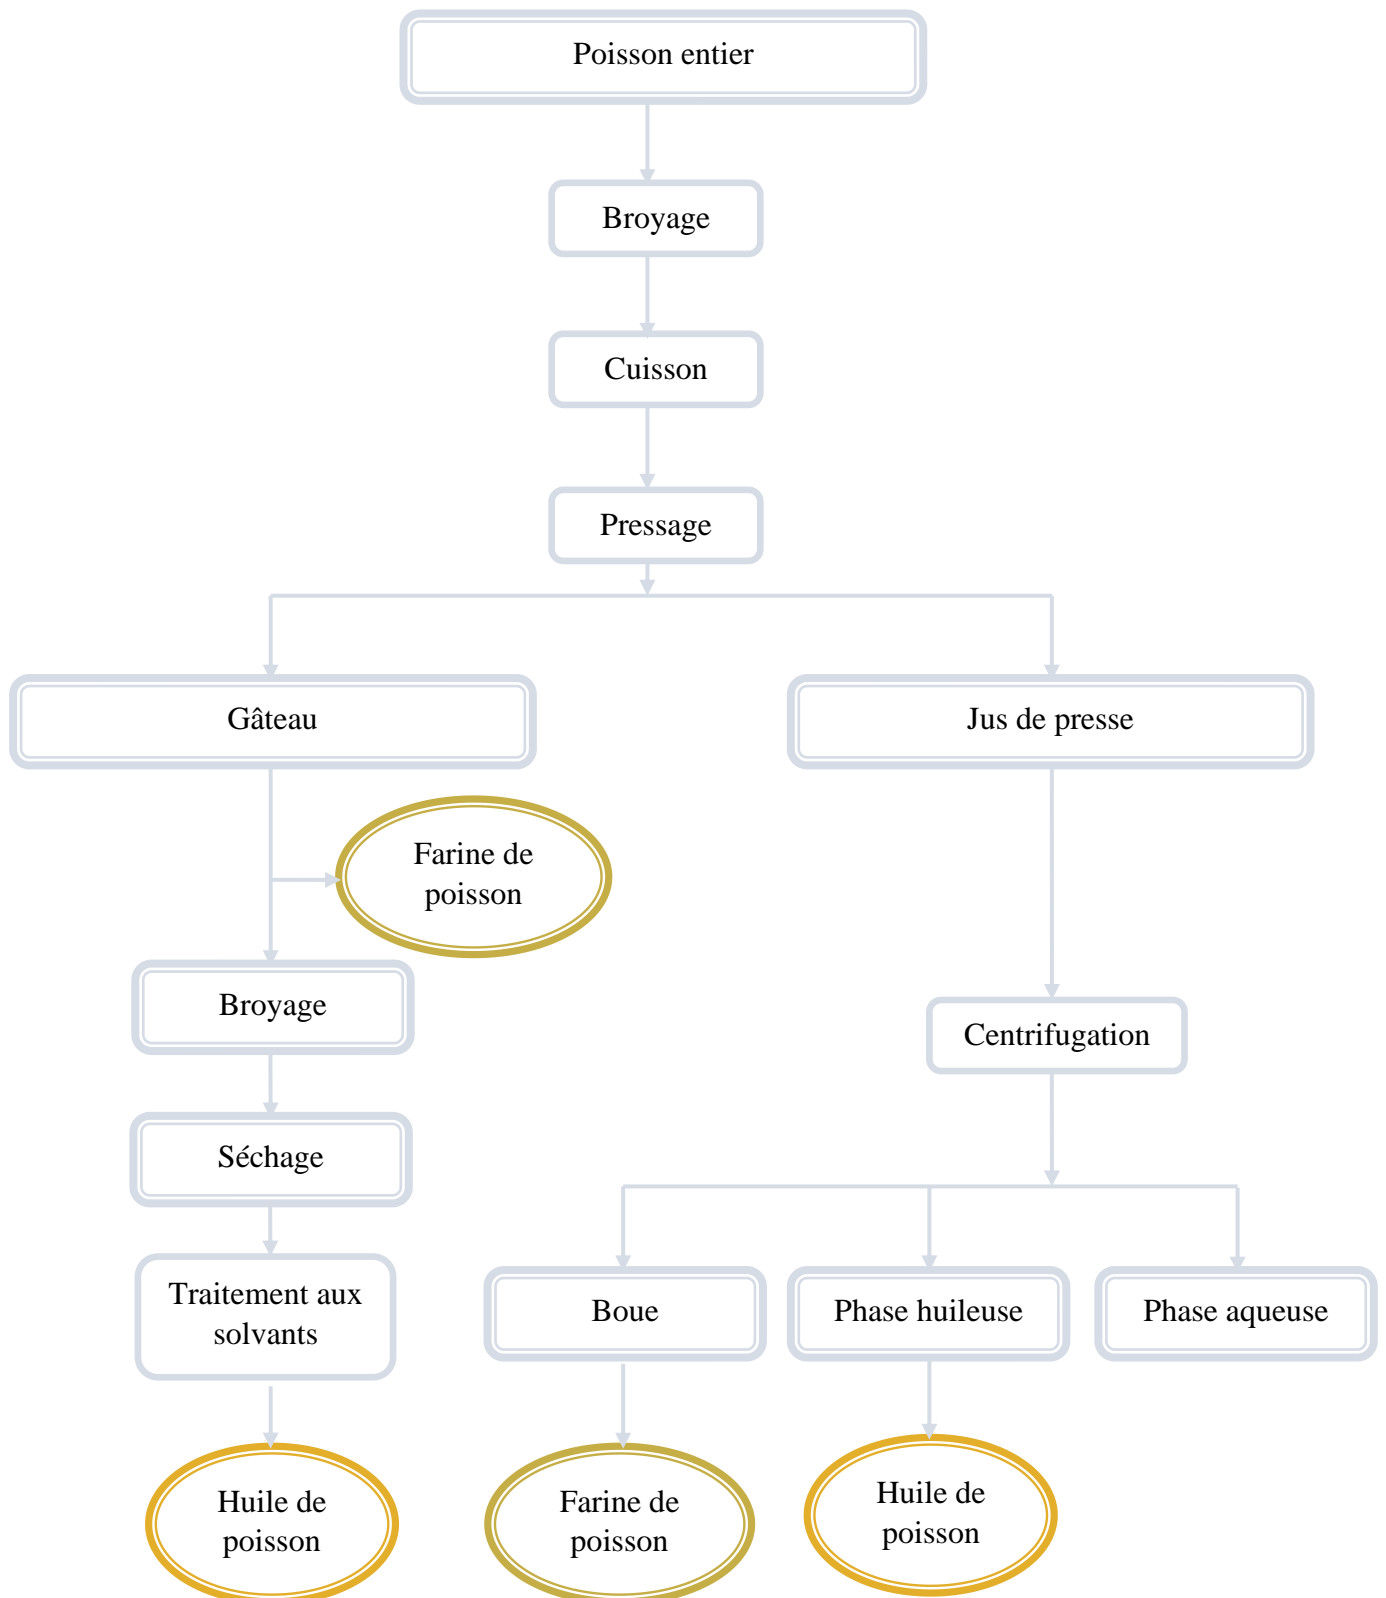 Poisson entier
Broyage
Cuisson
Pressage
Gâteau
Jus de presse
Farine de
poisson
Broyage
Centrifugation
Séchage
Traitement aux
solvants
Boue
Phase huileuse
Phase aqueuse
Huile de
poisson
Farine de
poisson
Huile de
poisson